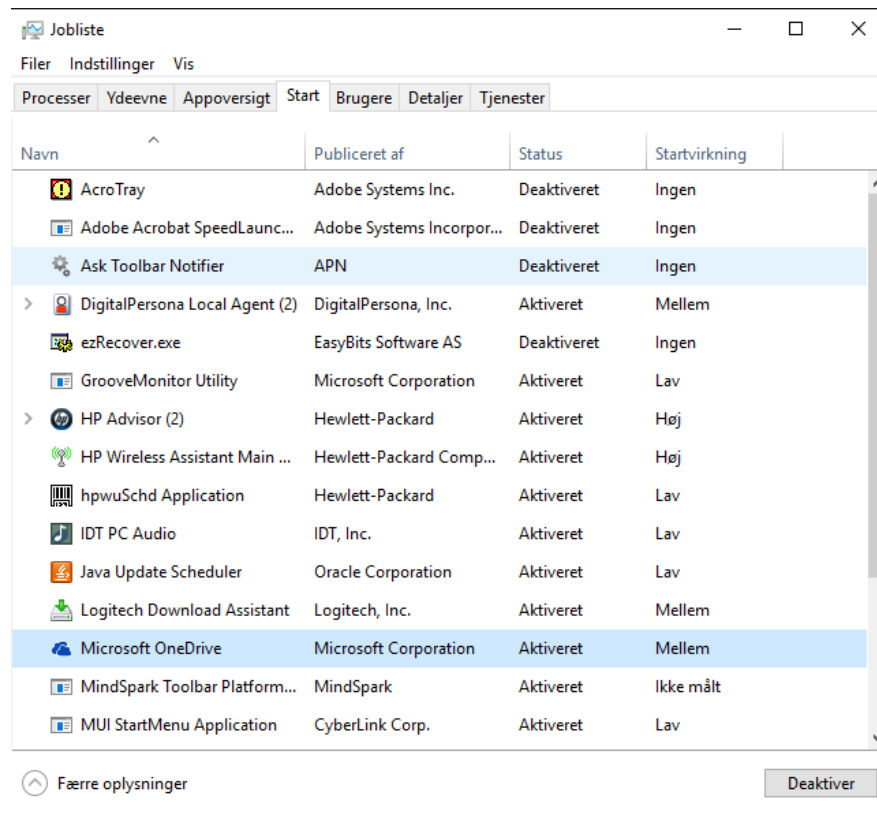 Jobliste
Filer Indstillinger Vis
Processer Ydeevne Appoversigt Start Brugere Detaljer Tjenester
Navn Publiceret af Status Startvirkning
AcroTray Adobe Systems Inc. Deaktiveret Ingen
Adobe Acrobat SpeedLaunc... Adobe Systems Incorpor... Deaktiveret Ingen
Ask Toolbar Notifier APN Deaktiveret Ingen
DigitalPersona Local Agent (2) DigitalPersona, Inc. Aktiveret Mellem
ezRecover.exe EasyBits Software AS Deaktiveret Ingen
GrooveMonitor Utility Microsoft Corporation Aktiveret Lav
HP Advisor (2) Hewlett-Packard Aktiveret Høj
HP Wireless Assistant Main ... Hewlett-Packard Comp... Aktiveret Høj
hpwuSchd Application Hewlett-Packard Aktiveret Lav
IDT PC Audio IDT, Inc. Aktiveret Lav
Java Update Scheduler Oracle Corporation Aktiveret Lav
Logitech Download Assistant Logitech, Inc. Aktiveret Mellem
Microsoft OneDrive Microsoft Corporation Aktiveret Mellem
MindSpark Toolbar Platform... MindSpark Aktiveret Ikke målt
MUI StartMenu Application CyberLink Corp. Aktiveret Lav
Færre oplysninger Deaktiver